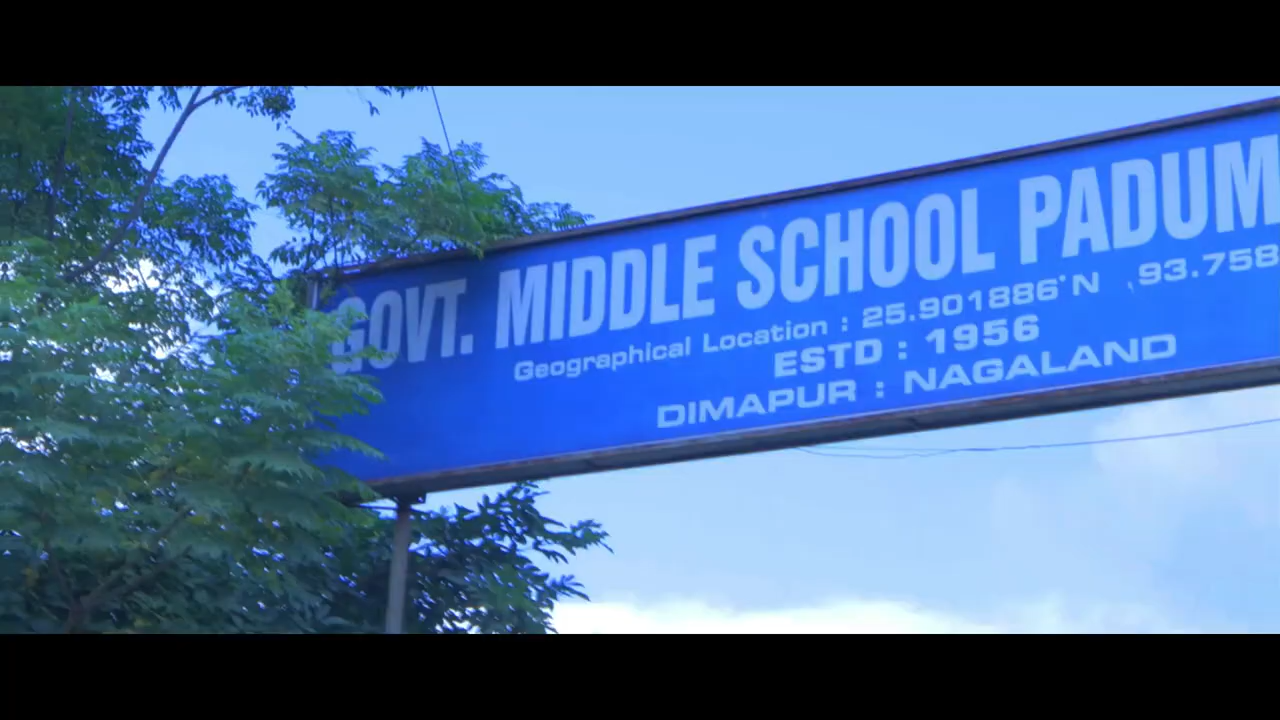 GOVT. MIDDLE SCHOOL PADUM
Geographical Location : 25.901886°N , 93.758
ESTD : 1956
DIMAPUR : NAGALAND